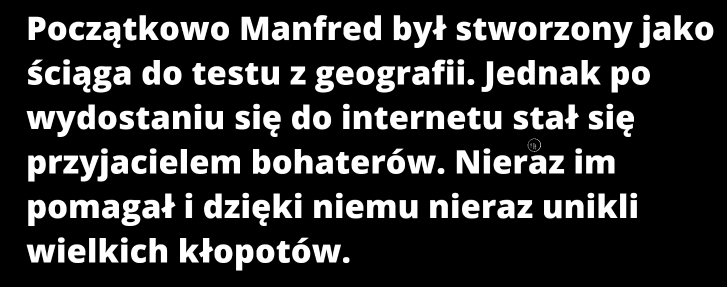 Początkowo Manfred był stworzony jako
ściąga do testu z geografii. Jednak po
wydostaniu się do internetu stał się
przyjacielem bohaterów. Nieraz im
pomagał i dzięki niemu nieraz unikli
wielkich kłopotów.